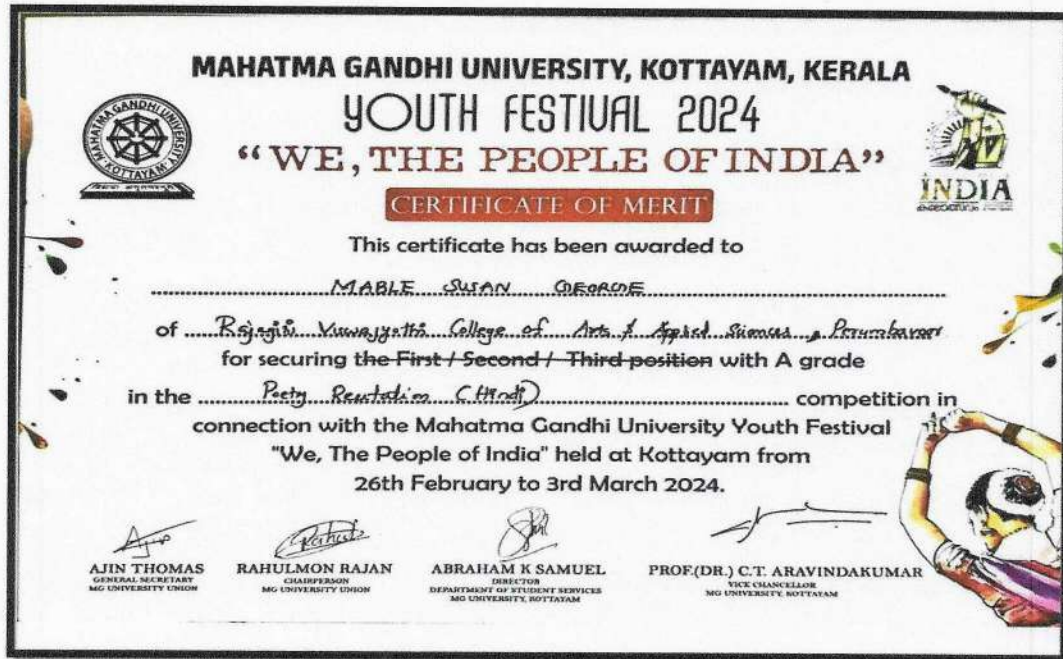 MAHATMA GANDHI UNIVERSITY, KOTTAYAM, KERALA
MAHATMA GANDHI UNIVERSITY
KOTTAYAM
YOUTH FESTIVAL 2024
"WE, THE PEOPLE OF INDIA"
INDIA
CERTIFICATE OF MERIT
This certificate has been awarded to
MABLE SUSAN GEORGE
of Rajagiri Viswajyothi College of Arts & Applied Sciences, Perumbavoor
for securing the First / Second / Third position with A grade
in the Poetry Recitation (Hindi) competition in
connection with the Mahatma Gandhi University Youth Festival
"We, The People of India" held at Kottayam from
26th February to 3rd March 2024.
Rahul
AJIN THOMAS
GENERAL SECRETARY
MG UNIVERSITY UNION
RAHULMON RAJAN
CHAIRPERSON
MG UNIVERSITY UNION
ABRAHAM K SAMUEL
DIRECTOR
DEPARTMENT OF STUDENT SERVICES
MG UNIVERSITY, KOTTAYAM
PROF.(DR.) C.T. ARAVINDAKUMAR
VICE CHANCELLOR
MG UNIVERSITY, KOTTAYAM